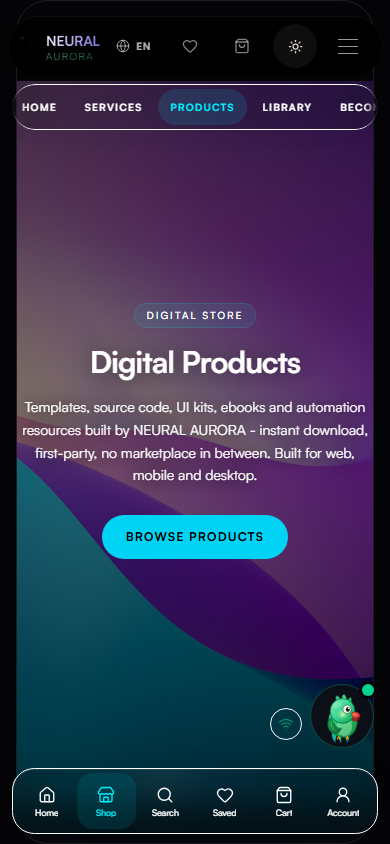 NEURAL
AURORA
EN
HOME SERVICES PRODUCTS LIBRARY BECO
DIGITAL STORE
Digital Products
Templates, source code, UI kits, ebooks and automation
resources built by NEURAL AURORA - instant download,
first-party, no marketplace in between. Built for web,
mobile and desktop.
BROWSE PRODUCTS
Home Shop Search Saved Cart Account